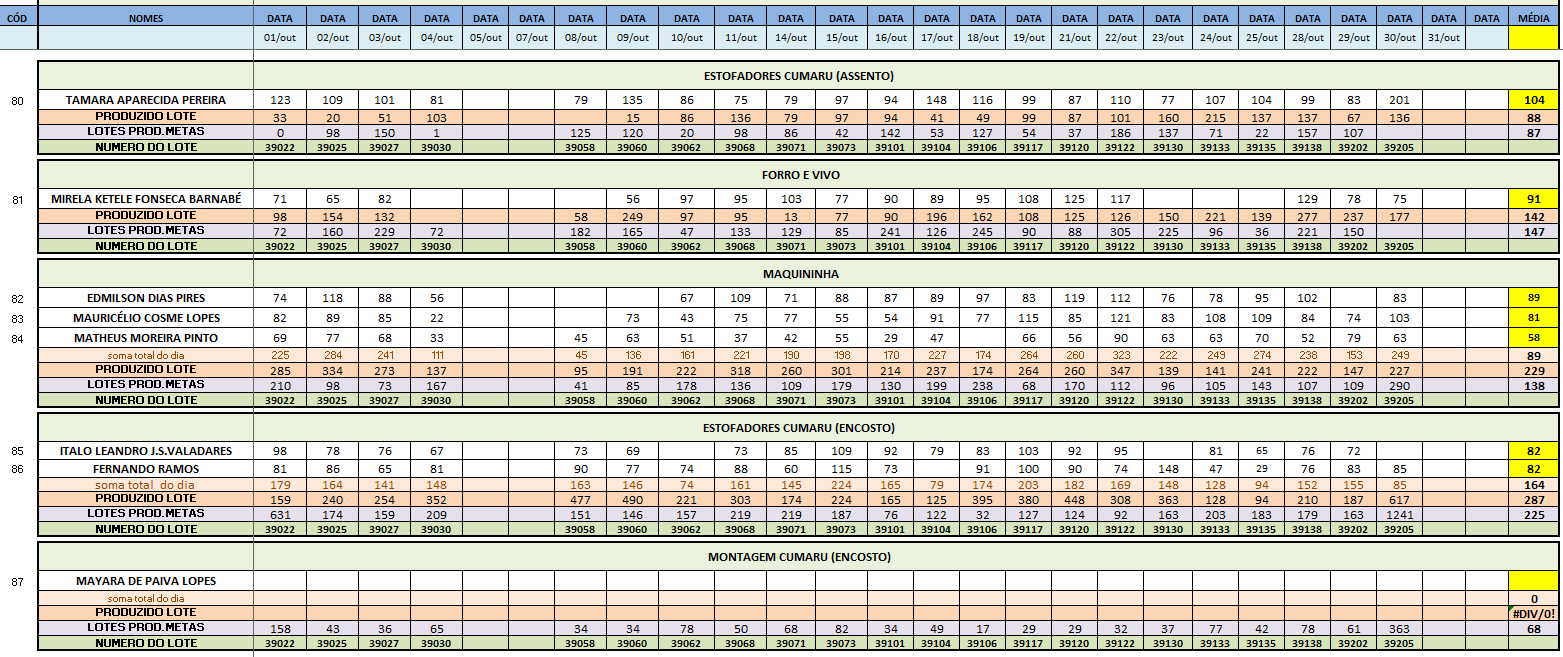 CÓD NOMES DATA DATA DATA DATA DATA DATA DATA DATA DATA DATA DATA DATA DATA DATA DATA DATA DATA DATA DATA DATA DATA DATA DATA DATA DATA MÉDIA
01/out 02/out 03/out 04/out 05/out 07/out 08/out 09/out 10/out 11/out 14/out 15/out 16/out 17/out 18/out 19/out 21/out 22/out 23/out 24/out 25/out 28/out 29/out 30/out 31/out
ESTOFADORES CUMARU (ASSENTO)
80 TAMARA APARECIDA PEREIRA 123 109 101 81 79 135 86 75 79 97 94 148 116 99 87 110 77 107 104 99 83 201 104
PRODUZIDO LOTE 33 20 51 103 15 86 136 79 97 94 41 49 99 87 101 160 215 137 137 67 136 88
LOTES PROD.METAS 0 98 150 1 125 120 20 98 86 42 142 53 127 54 37 186 137 71 22 157 107 87
NUMERO DO LOTE 39022 39025 39027 39030 39058 39060 39062 39068 39071 39073 39101 39104 39106 39117 39120 39122 39130 39133 39135 39138 39202 39205
FORRO E VIVO
81 MIRELA KETELE FONSECA BARNABÉ 71 65 82 56 97 95 103 77 90 89 95 108 125 117 129 78 75 91
PRODUZIDO LOTE 98 154 132 58 249 97 95 13 77 90 196 162 108 125 126 150 221 139 277 237 177 142
LOTES PROD.METAS 72 160 229 72 182 165 47 133 129 85 241 126 245 90 88 305 225 96 36 221 150 147
NUMERO DO LOTE 39022 39025 39027 39030 39058 39060 39062 39068 39071 39073 39101 39104 39106 39117 39120 39122 39130 39133 39135 39138 39202 39205
MAQUININHA
82 EDMILSON DIAS PIRES 74 118 88 56 67 109 71 88 87 89 97 83 119 112 76 78 95 102 83 89
83 MAURICÉLIO COSME LOPES 82 89 85 22 73 43 75 77 55 54 91 77 115 85 121 83 108 109 84 74 103 81
84 MATHEUS MOREIRA PINTO 69 77 68 33 45 63 51 37 42 55 29 47 66 56 90 63 63 70 52 79 63 58
soma total do dia 225 284 241 111 45 136 161 221 190 198 170 227 174 264 260 323 222 249 274 238 153 249 89
PRODUZIDO LOTE 285 334 273 137 95 191 222 318 260 301 214 237 174 264 260 347 139 141 241 222 147 227 229
LOTES PROD.METAS 210 98 73 167 41 85 178 136 109 179 130 199 238 68 170 112 96 105 143 107 109 290 138
NUMERO DO LOTE 39022 39025 39027 39030 39058 39060 39062 39068 39071 39073 39101 39104 39106 39117 39120 39122 39130 39133 39135 39138 39202 39205
ESTOFADORES CUMARU (ENCOSTO)
85 ITALO LEANDRO J.S.VALADARES 98 78 76 67 73 69 73 85 109 92 79 83 103 92 95 81 65 76 72 82
86 FERNANDO RAMOS 81 86 65 81 90 77 74 88 60 115 73 91 100 90 74 148 47 29 76 83 85 82
soma total do dia 179 164 141 148 163 146 74 161 145 224 165 79 174 203 182 169 148 128 94 152 155 85 164
PRODUZIDO LOTE 159 240 254 352 477 490 221 303 174 224 165 125 395 380 448 308 363 128 94 210 187 617 287
LOTES PROD.METAS 631 174 159 209 151 146 157 219 219 187 76 122 32 127 124 92 163 203 183 179 163 1241 225
NUMERO DO LOTE 39022 39025 39027 39030 39058 39060 39062 39068 39071 39073 39101 39104 39106 39117 39120 39122 39130 39133 39135 39138 39202 39205
MONTAGEM CUMARU (ENCOSTO)
87 MAYARA DE PAIVA LOPES
soma total do dia 0
PRODUZIDO LOTE #DIV/0!
LOTES PROD.METAS 158 43 36 65 34 34 78 50 68 82 34 49 17 29 29 32 37 77 42 78 61 363 68
NUMERO DO LOTE 39022 39025 39027 39030 39058 39060 39062 39068 39071 39073 39101 39104 39106 39117 39120 39122 39130 39133 39135 39138 39202 39205